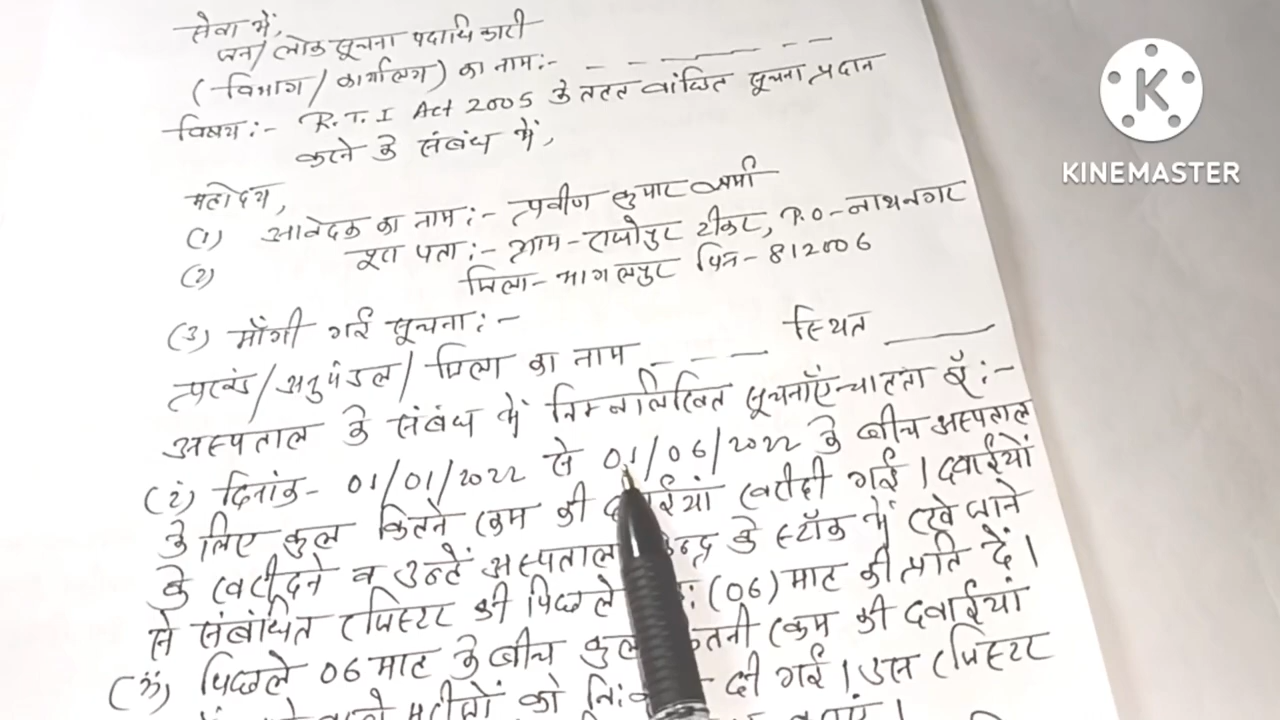 सेवा में,
जन/लोक सूचना पदाधिकारी
(विभाग/कार्यालय) का नाम:- _ _ _____ _ _
विषय:- R.T.I Act 2005 के तहत वांछित सूचना प्रदान
करने के संबंध में,
महोदय,
(1) आवेदक का नाम:- प्रवीण कुमार शर्मा
(2) पूरा पता:- ग्राम- राजोपुर टीकर, P.O- नाथनगर
जिला- भागलपुर पिन- 812006
(3) माँगी गई सूचना:-
प्रखंड/अनुमंडल/जिला का नाम _ _ _ _ स्थित ____
अस्पताल के संबंध में निम्नलिखित सूचनाएँ चाहता हूँ:-
(i) दिनांक- 01/01/2022 से 01/06/2022 के बीच अस्पताल
के लिए कुल कितने रकम की दवाईयां खरीदी गई। दवाईयों
के खरीदने व उन्हें अस्पताल केन्द्र के स्टॉक में रखे जाने
से संबंधित रजिस्टर की पिछले (06) माह की प्रति दें।
(ii) पिछले 06 माह के बीच कुल कितनी रकम की दवाईयां
मरीजों को दी गई। उस रजिस्टर